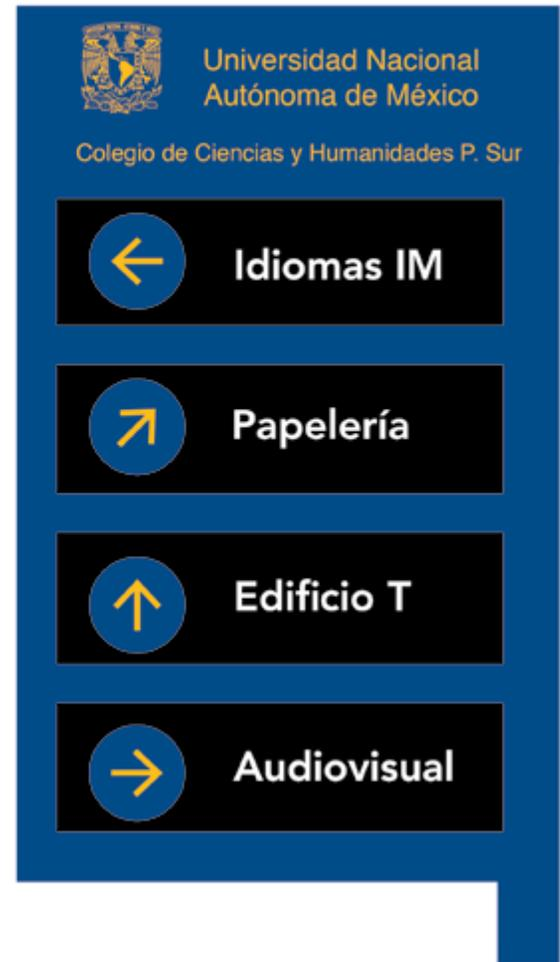 Universidad Nacional
Autónoma de México
Colegio de Ciencias y Humanidades P. Sur
Idiomas IM
Papelería
Edificio T
Audiovisual